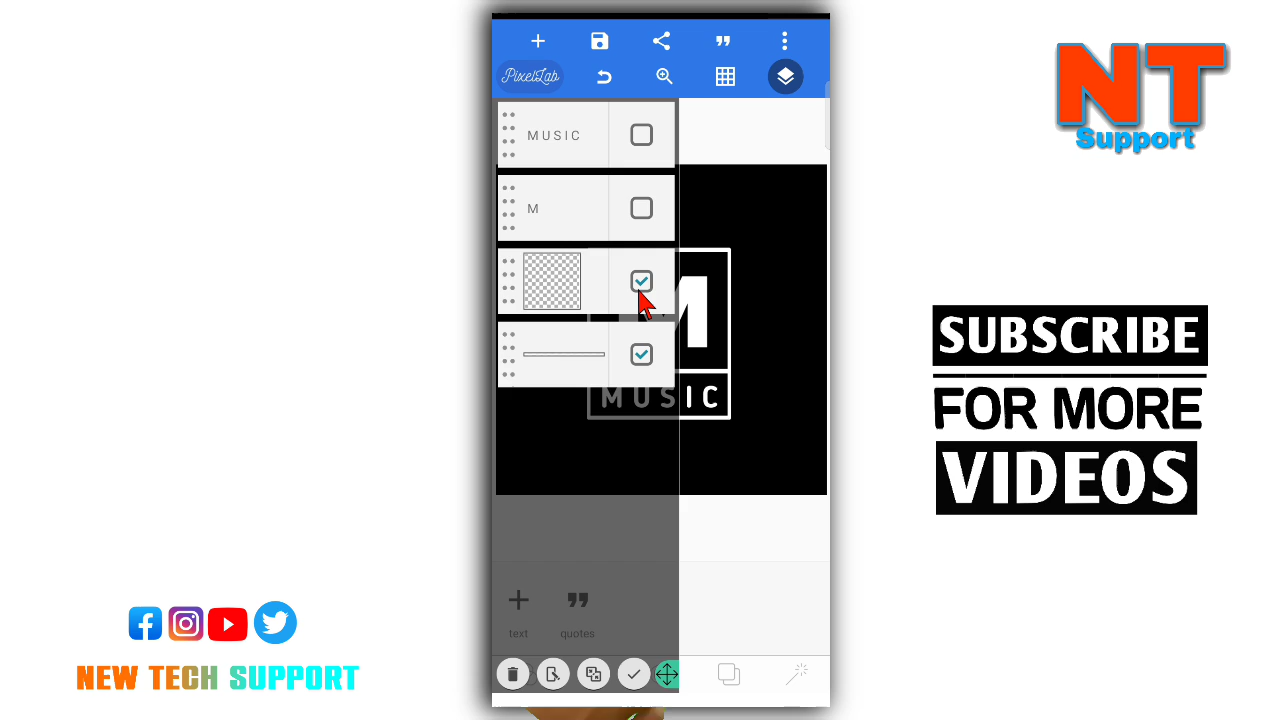 NT
Support
PixelLab
MUSIC
M
M
MUSIC
SUBSCRIBE
FOR MORE
VIDEOS
text
quotes
NEW TECH SUPPORT